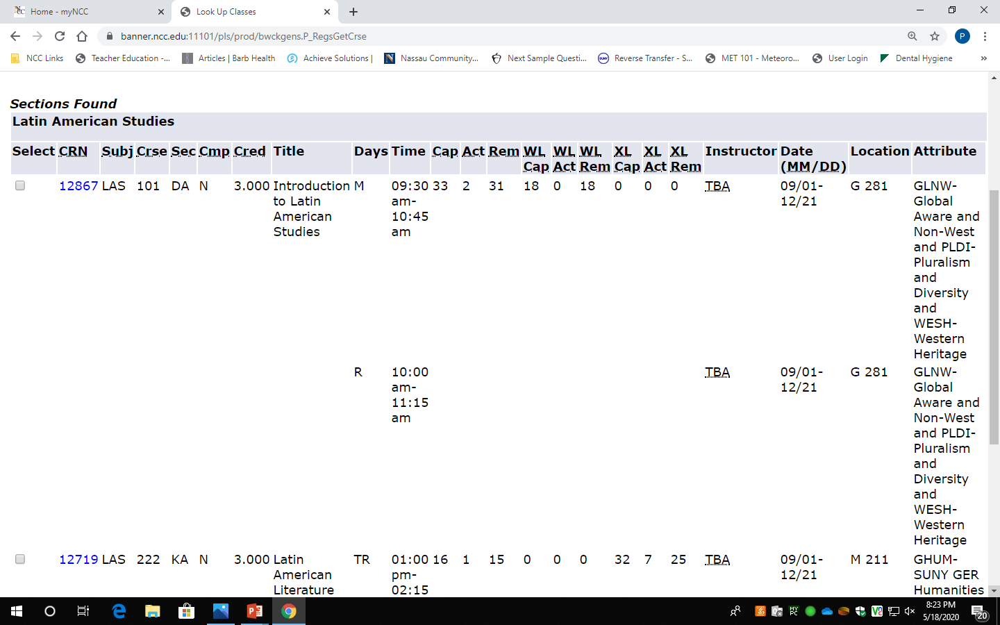 Home - myNCC
Look Up Classes
banner.ncc.edu:11101/pls/prod/bwckgens.P_RegsGetCrse
P
NCC Links Teacher Education -... Articles | Barb Health Achieve Solutions | Nassau Community... Next Sample Questi... Reverse Transfer - S... MET 101 - Meteoro... User Login Dental Hygiene »
Sections Found
Latin American Studies
Select CRN Subj Crse Sec Cmp Cred Title Days Time Cap Act Rem WL Cap WL Act WL Rem XL Cap XL Act XL Rem Instructor Date (MM/DD) Location Attribute
12867 LAS 101 DA N 3.000 Introduction M 09:30 33 2 31 18 0 18 0 0 0 TBA 09/01- G 281 GLNW-
to Latin am- 12/21 Global
American 10:45 Aware and
Studies am Non-West
and PLDI-
Pluralism
and
Diversity
and
WESH-
Western
Heritage
R 10:00 TBA 09/01- G 281 GLNW-
am- 12/21 Global
11:15 Aware and
am Non-West
and PLDI-
Pluralism
and
Diversity
and
WESH-
Western
Heritage
12719 LAS 222 KA N 3.000 Latin TR 01:00 16 1 15 0 0 0 32 7 25 TBA 09/01- M 211 GHUM-
American pm- 12/21 SUNY GER
Literature 02:15 Humanities
8:23 PM
5/18/2020
20